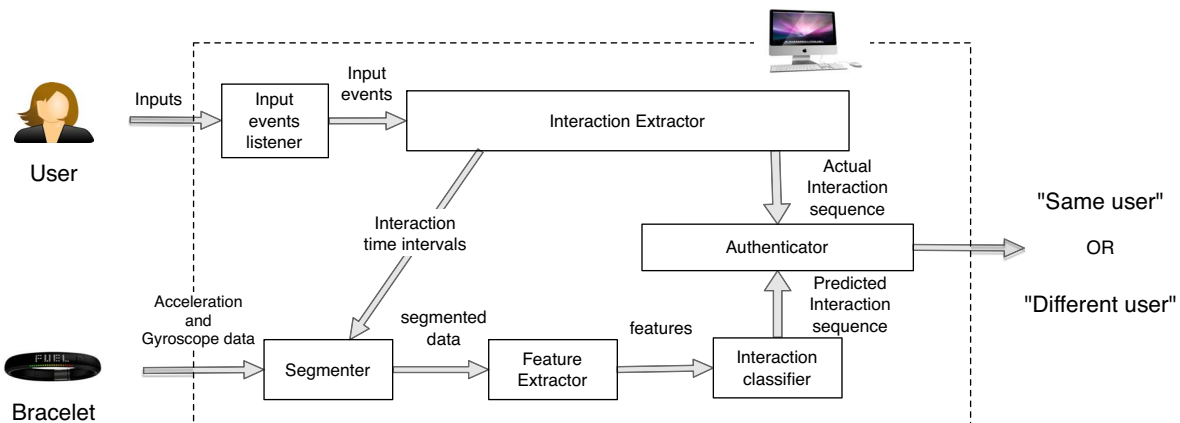 Inputs
Input
events
listener
Input
events
Interaction Extractor
User
Actual
Interaction
sequence
Interaction
time intervals
Authenticator
"Same user"
OR
"Different user"
Predicted
Interaction
sequence
Acceleration
and
Gyroscope data
FUEL
Bracelet
Segmenter
segmented
data
Feature
Extractor
features
Interaction
classifier